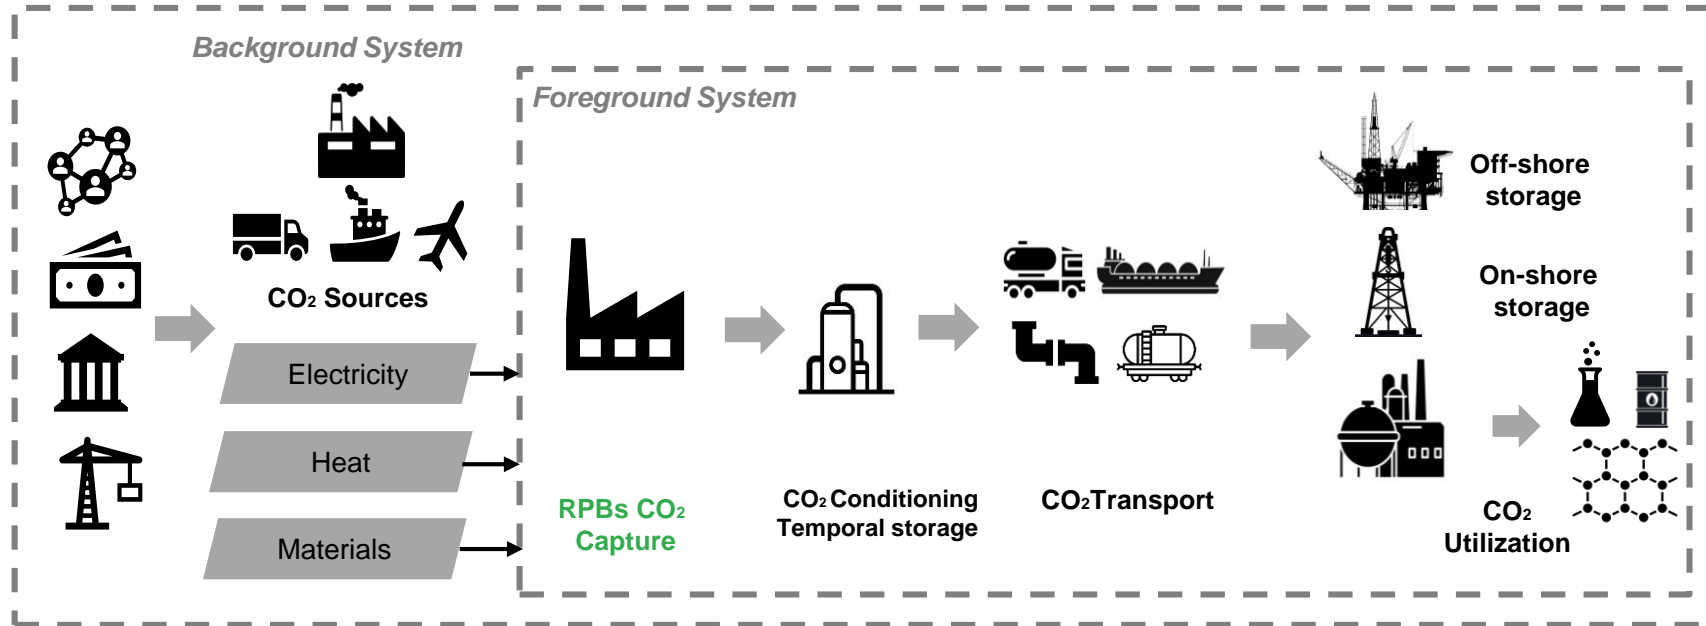 Background System
Foreground System
CO₂ Sources
Electricity
Heat
Materials
RPBs CO₂
Capture
CO₂ Conditioning
Temporal storage
CO₂Transport
Off-shore
storage
On-shore
storage
CO₂
Utilization